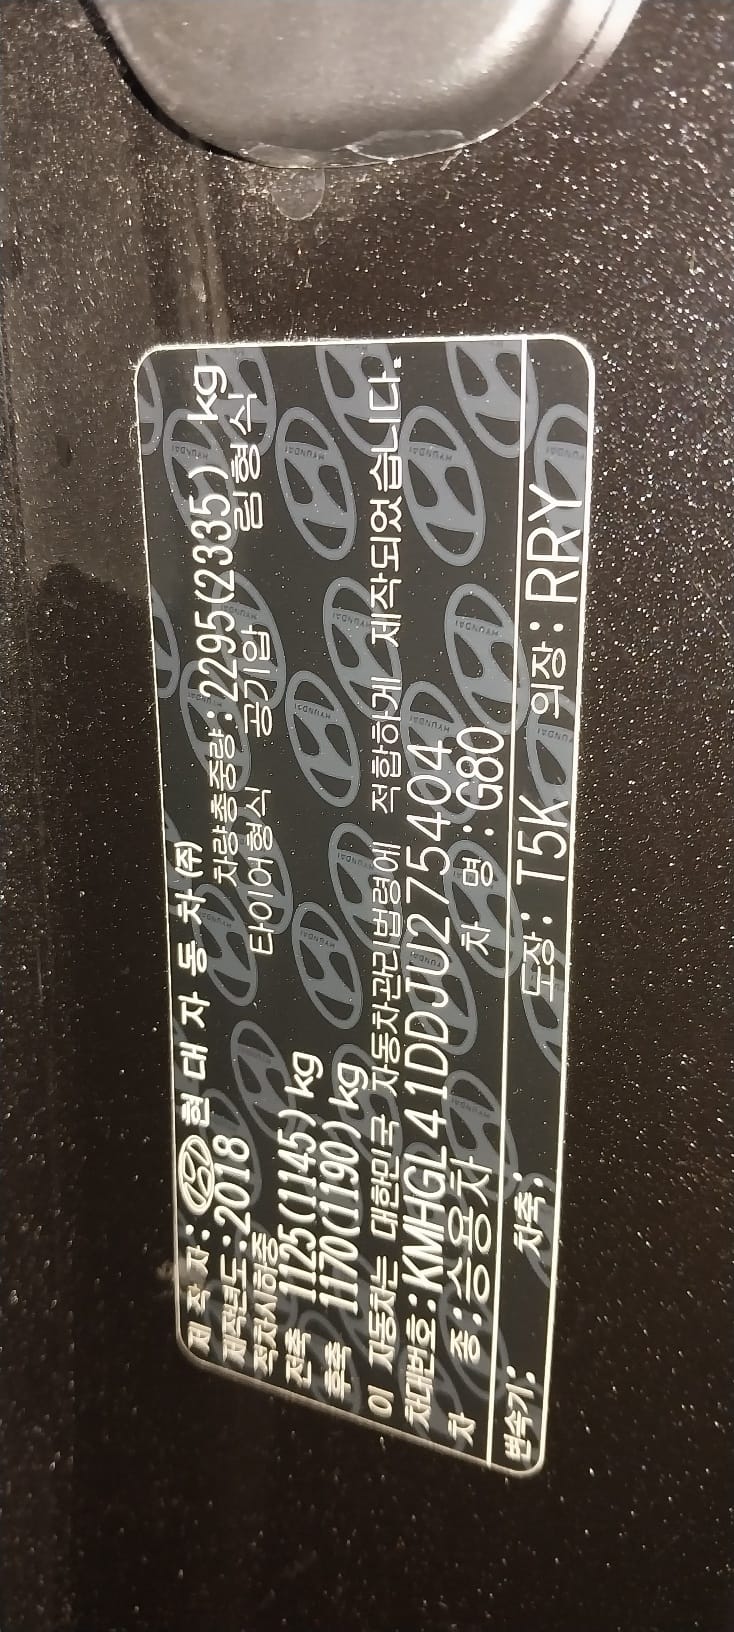 제 작 자 : 현 대 자 동 차 (주)
제작년도 : 2018 차량총중량 : 2295(2335) kg
적차시하중 타이어형식 공기압 림형식
전축 1125(1145) kg
후축 1170(1190) kg
이 자동차는 대한민국 자동차관리법령에 적합하게 제작되었습니다.
차대번호 : KMHGL41DDJU275404
차 종 : 승용차 차 명 : G80
변속기 : 차축 : 도장 : T5K 의장 : RRY